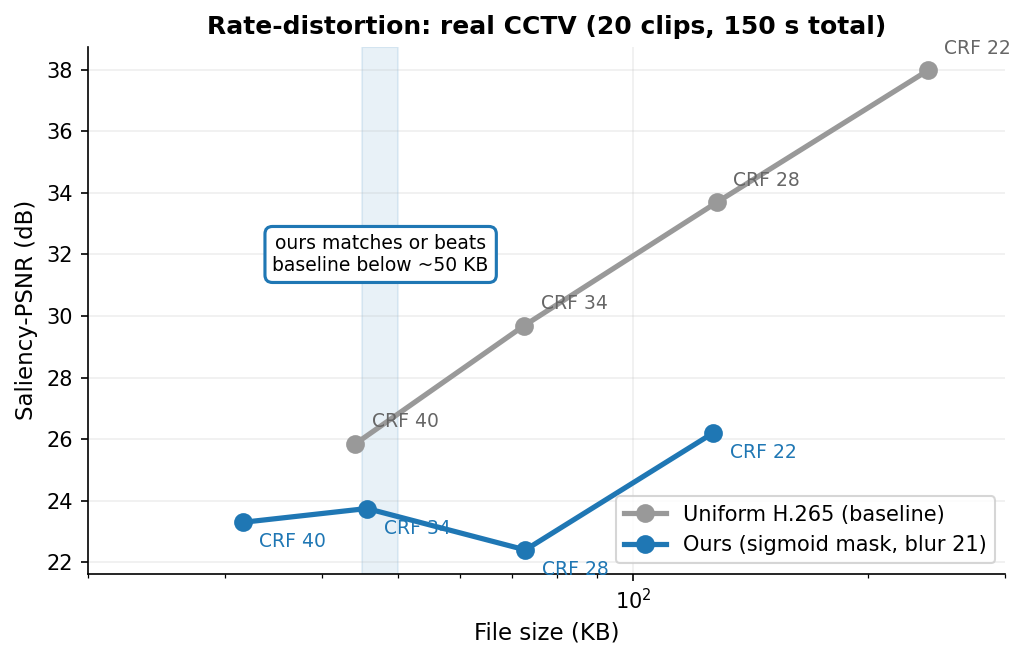 Rate-distortion: real CCTV (20 clips, 150 s total)
Saliency-PSNR (dB)
38
36
34
32
30
28
26
24
22
CRF 22
CRF 28
CRF 34
CRF 40
ours matches or beats
baseline below ~50 KB
CRF 40
CRF 34
CRF 28
CRF 22
Uniform H.265 (baseline)
Ours (sigmoid mask, blur 21)
10²
File size (KB)